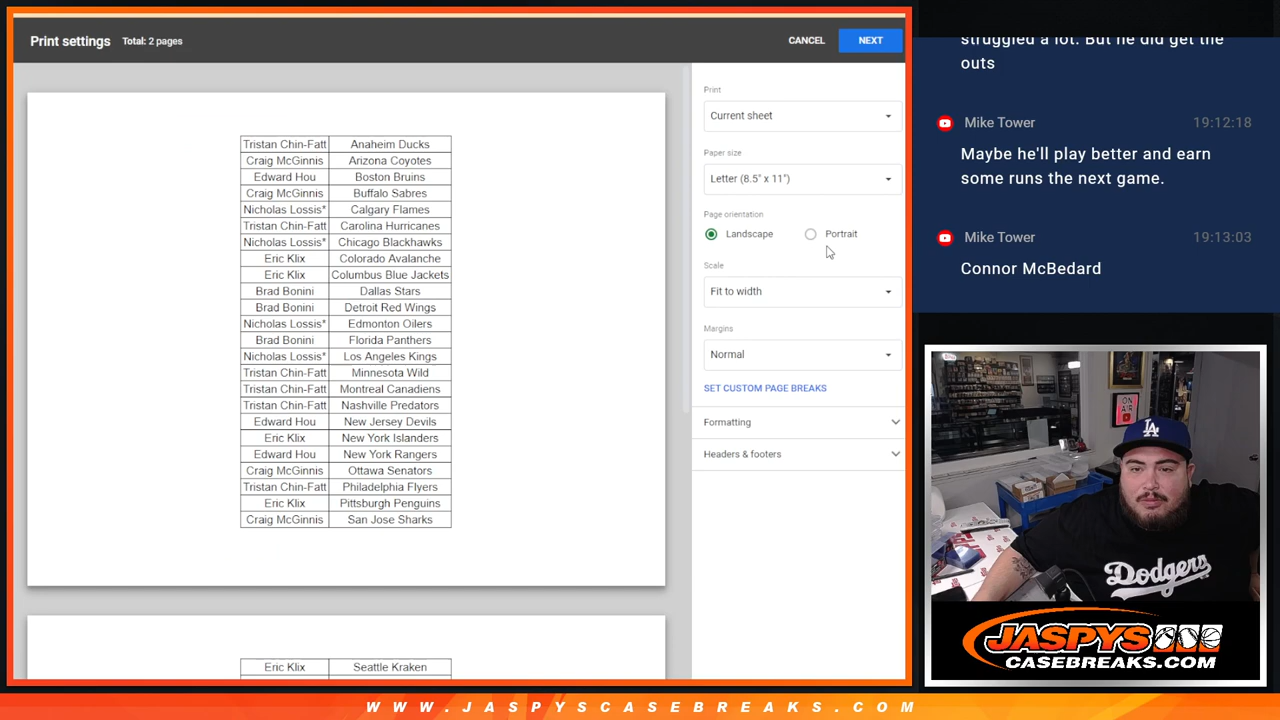 Print settings Total: 2 pages
CANCEL NEXT
Tristan Chin-Fatt Anaheim Ducks
Craig McGinnis Arizona Coyotes
Edward Hou Boston Bruins
Craig McGinnis Buffalo Sabres
Nicholas Lossis* Calgary Flames
Tristan Chin-Fatt Carolina Hurricanes
Nicholas Lossis* Chicago Blackhawks
Eric Klix Colorado Avalanche
Eric Klix Columbus Blue Jackets
Brad Bonini Dallas Stars
Brad Bonini Detroit Red Wings
Nicholas Lossis* Edmonton Oilers
Brad Bonini Florida Panthers
Nicholas Lossis* Los Angeles Kings
Tristan Chin-Fatt Minnesota Wild
Tristan Chin-Fatt Montreal Canadiens
Tristan Chin-Fatt Nashville Predators
Edward Hou New Jersey Devils
Eric Klix New York Islanders
Edward Hou New York Rangers
Craig McGinnis Ottawa Senators
Tristan Chin-Fatt Philadelphia Flyers
Eric Klix Pittsburgh Penguins
Craig McGinnis San Jose Sharks
Eric Klix Seattle Kraken
Print
Current sheet
Paper size
Letter (8.5" x 11")
Page orientation
Landscape Portrait
Scale
Fit to width
Margins
Normal
SET CUSTOM PAGE BREAKS
Formatting
Headers & footers
struggled a lot. But he did get the
outs
Mike Tower 19:12:18
Maybe he'll play better and earn
some runs the next game.
Mike Tower 19:13:03
Connor McBedard
ON
AIR
LA
Dodgers
JASPYS
CASEBREAKS.COM
WWW.JASPYSCASEBREAKS.COM